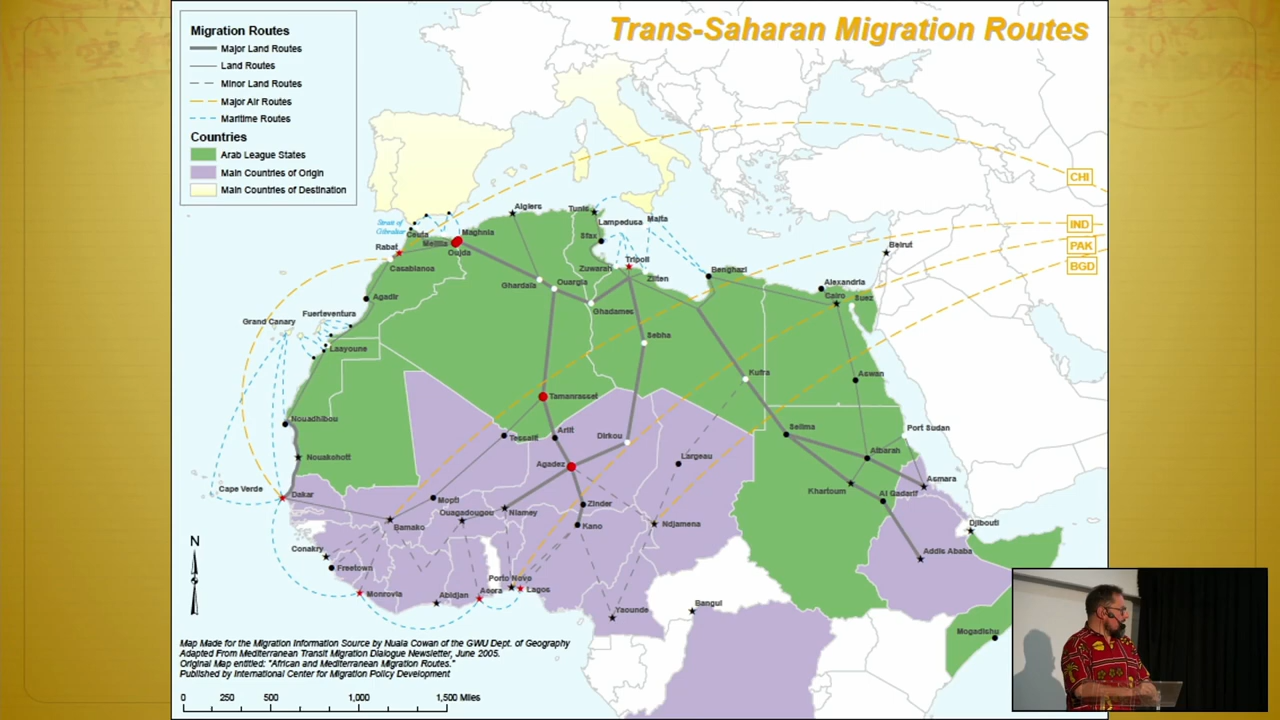 Trans-Saharan Migration Routes
Migration Routes
Major Land Routes
Land Routes
Minor Land Routes
Major Air Routes
Maritime Routes
Countries
Arab League States
Main Countries of Origin
Main Countries of Destination
CHI
IND
PAK
BGD
Algiers
Tunis
Lampedusa
Malta
Strait of
Gibraltar
Ceuta
Maghnia
Melilla
Sfax
Rabat
Oujda
Beirut
Casablanca
Zuwarah
Tripoli
Benghazi
Zliten
Ghardaia
Ouargla
Alexandria
Agadir
Cairo
Suez
Ghadames
Fuerteventura
Grand Canary
Sebha
Laayoune
Kufra
Aswan
Tamanrasset
Nouadhibou
Port Sudan
Selima
Arlit
Dirkou
Tessalit
Nouakchott
Largeau
Atbarah
Agadez
Asmara
Cape Verde
Dakar
Khartoum
Al Qadarif
Mopti
Zinder
Ouagadougou
Niamey
Bamako
Kano
Ndjamena
Djibouti
N
Conakry
Addis Ababa
Freetown
Porto Novo
Lagos
Monrovia
Abidjan
Accra
Yaounde
Bangui
Mogadishu
Map Made for the Migration Information Source by Nuala Cowan of the GWU Dept. of Geography
Adapted From Mediterranean Transit Migration Dialogue Newsletter, June 2005.
Original Map entitled: "African and Mediterranean Migration Routes."
Published by International Center for Migration Policy Development
0 250 500 1,000 1,500 Miles